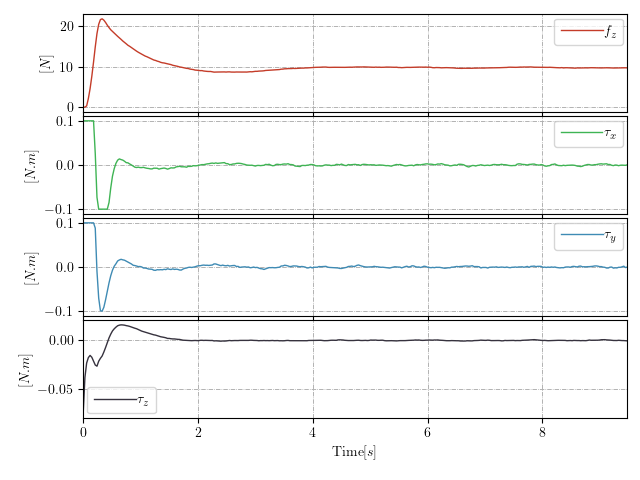 20
10
0
[N]
f_z
0.1
0.0
−0.1
[N.m]
τ_x
0.1
0.0
−0.1
[N.m]
τ_y
0.00
−0.05
[N.m]
τ_z
0 2 4 6 8
Time[s]